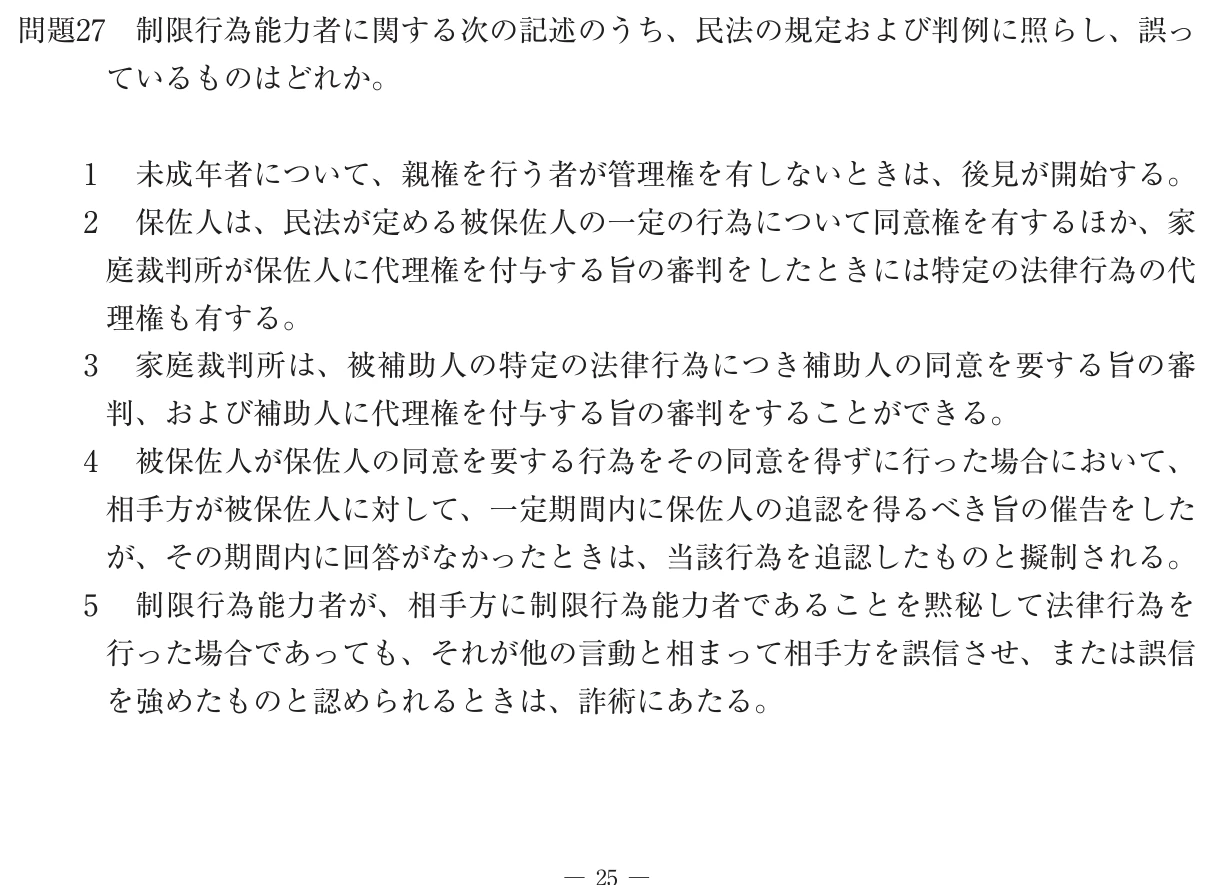 問題27　制限行為能力者に関する次の記述のうち、民法の規定および判例に照らし、誤っ
ているものはどれか。
1　未成年者について、親権を行う者が管理権を有しないときは、後見が開始する。
2　保佐人は、民法が定める被保佐人の一定の行為について同意権を有するほか、家
庭裁判所が保佐人に代理権を付与する旨の審判をしたときには特定の法律行為の代
理権も有する。
3　家庭裁判所は、被補助人の特定の法律行為につき補助人の同意を要する旨の審
判、および補助人に代理権を付与する旨の審判をすることができる。
4　被保佐人が保佐人の同意を要する行為をその同意を得ずに行った場合において、
相手方が被保佐人に対して、一定期間内に保佐人の追認を得るべき旨の催告をした
が、その期間内に回答がなかったときは、当該行為を追認したものと擬制される。
5　制限行為能力者が、相手方に制限行為能力者であることを黙秘して法律行為を
行った場合であっても、それが他の言動と相まって相手方を誤信させ、または誤信
を強めたものと認められるときは、詐術にあたる。
― 25 ―